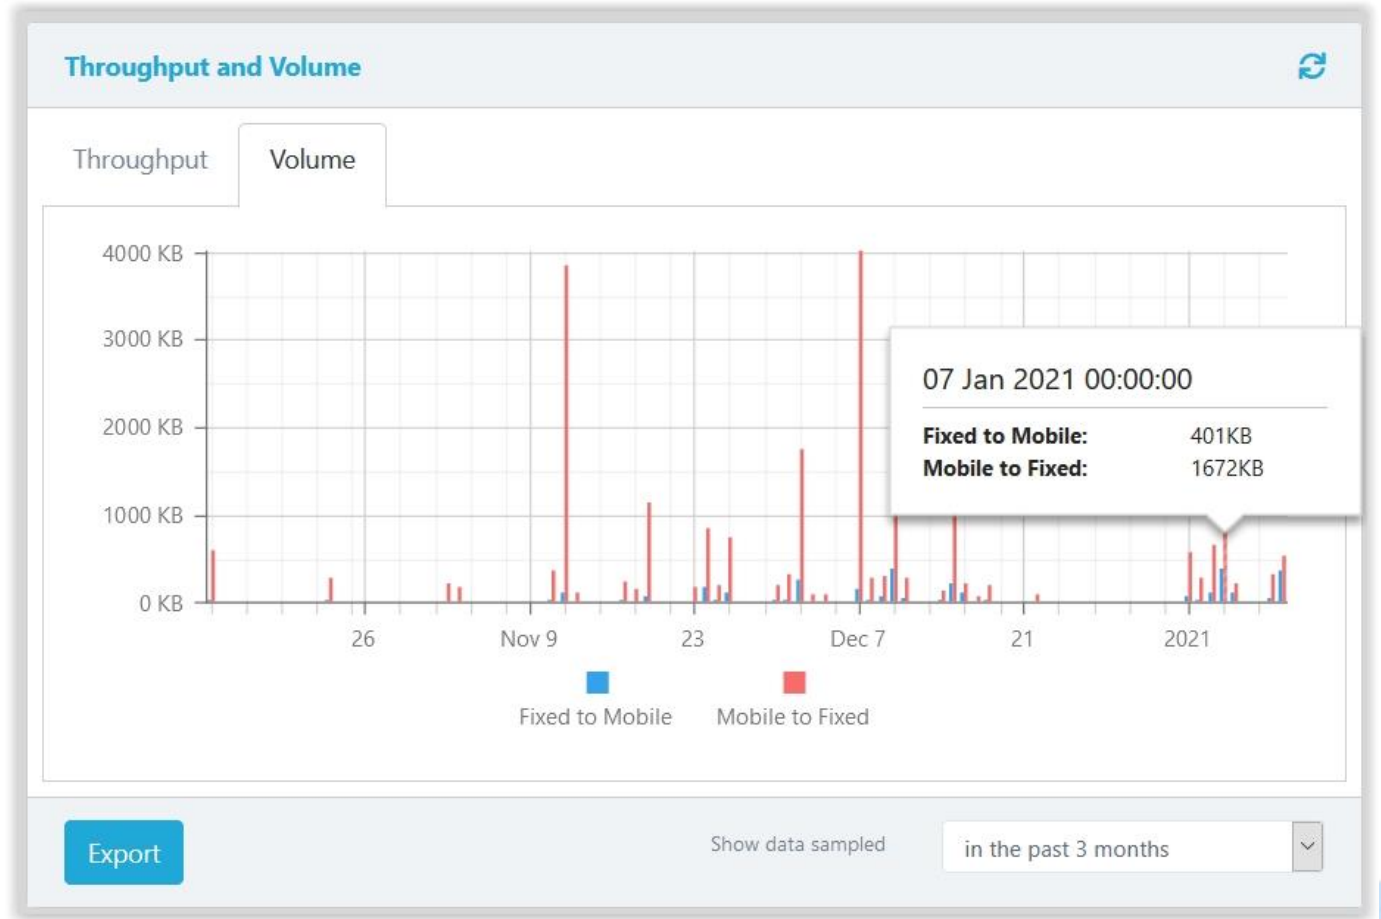 Throughput and Volume
Throughput Volume
4000 KB
3000 KB
2000 KB
1000 KB
0 KB
07 Jan 2021 00:00:00
Fixed to Mobile: 401KB
Mobile to Fixed: 1672KB
26 Nov 9 23 Dec 7 21 2021
Fixed to Mobile Mobile to Fixed
Export Show data sampled in the past 3 months